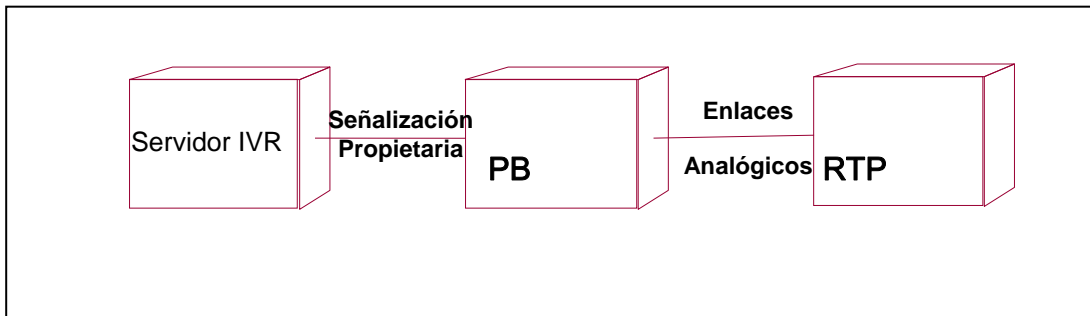 Servidor IVR
Señalización
Propietaria
PB
Enlaces
Analógicos
RTP